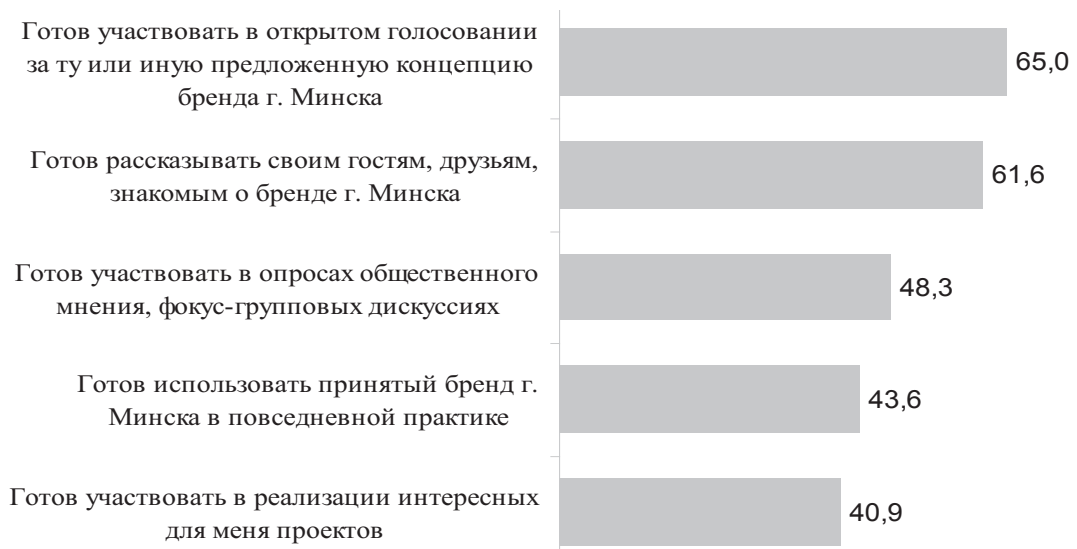 Готов участвовать в открытом голосовании
за ту или иную предложенную концепцию
бренда г. Минска
65,0
Готов рассказывать своим гостям, друзьям,
знакомым о бренде г. Минска
61,6
Готов участвовать в опросах общественного
мнения, фокус-групповых дискуссиях
48,3
Готов использовать принятый бренд г.
Минска в повседневной практике
43,6
Готов участвовать в реализации интересных
для меня проектов
40,9